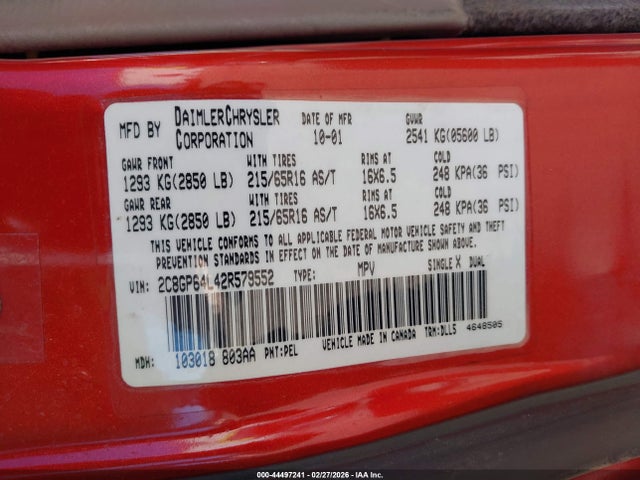 MFD BY DAIMLERCHRYSLER CORPORATION DATE OF MFR 10-01 GVWR 2541 KG(05600 LB)
GAWR FRONT WITH TIRES RIMS AT COLD
1293 KG(2850 LB) 215/65R16 AS/T 16X6.5 248 KPA(36 PSI)
GAWR REAR WITH TIRES RIMS AT COLD
1293 KG(2850 LB) 215/65R16 AS/T 16X6.5 248 KPA(36 PSI)
THIS VEHICLE CONFORMS TO ALL APPLICABLE FEDERAL MOTOR VEHICLE SAFETY AND THEFT
PREVENTION STANDARDS IN EFFECT ON THE DATE OF MANUFACTURE SHOWN ABOVE.
VIN: 2C8GP64L42R579552 TYPE: MPV SINGLE X DUAL
MDH: 103018 803AA PNT:PEL VEHICLE MADE IN CANADA TRM:DLL5 4648505
000-44497241 - 02/27/2026 - IAA Inc.